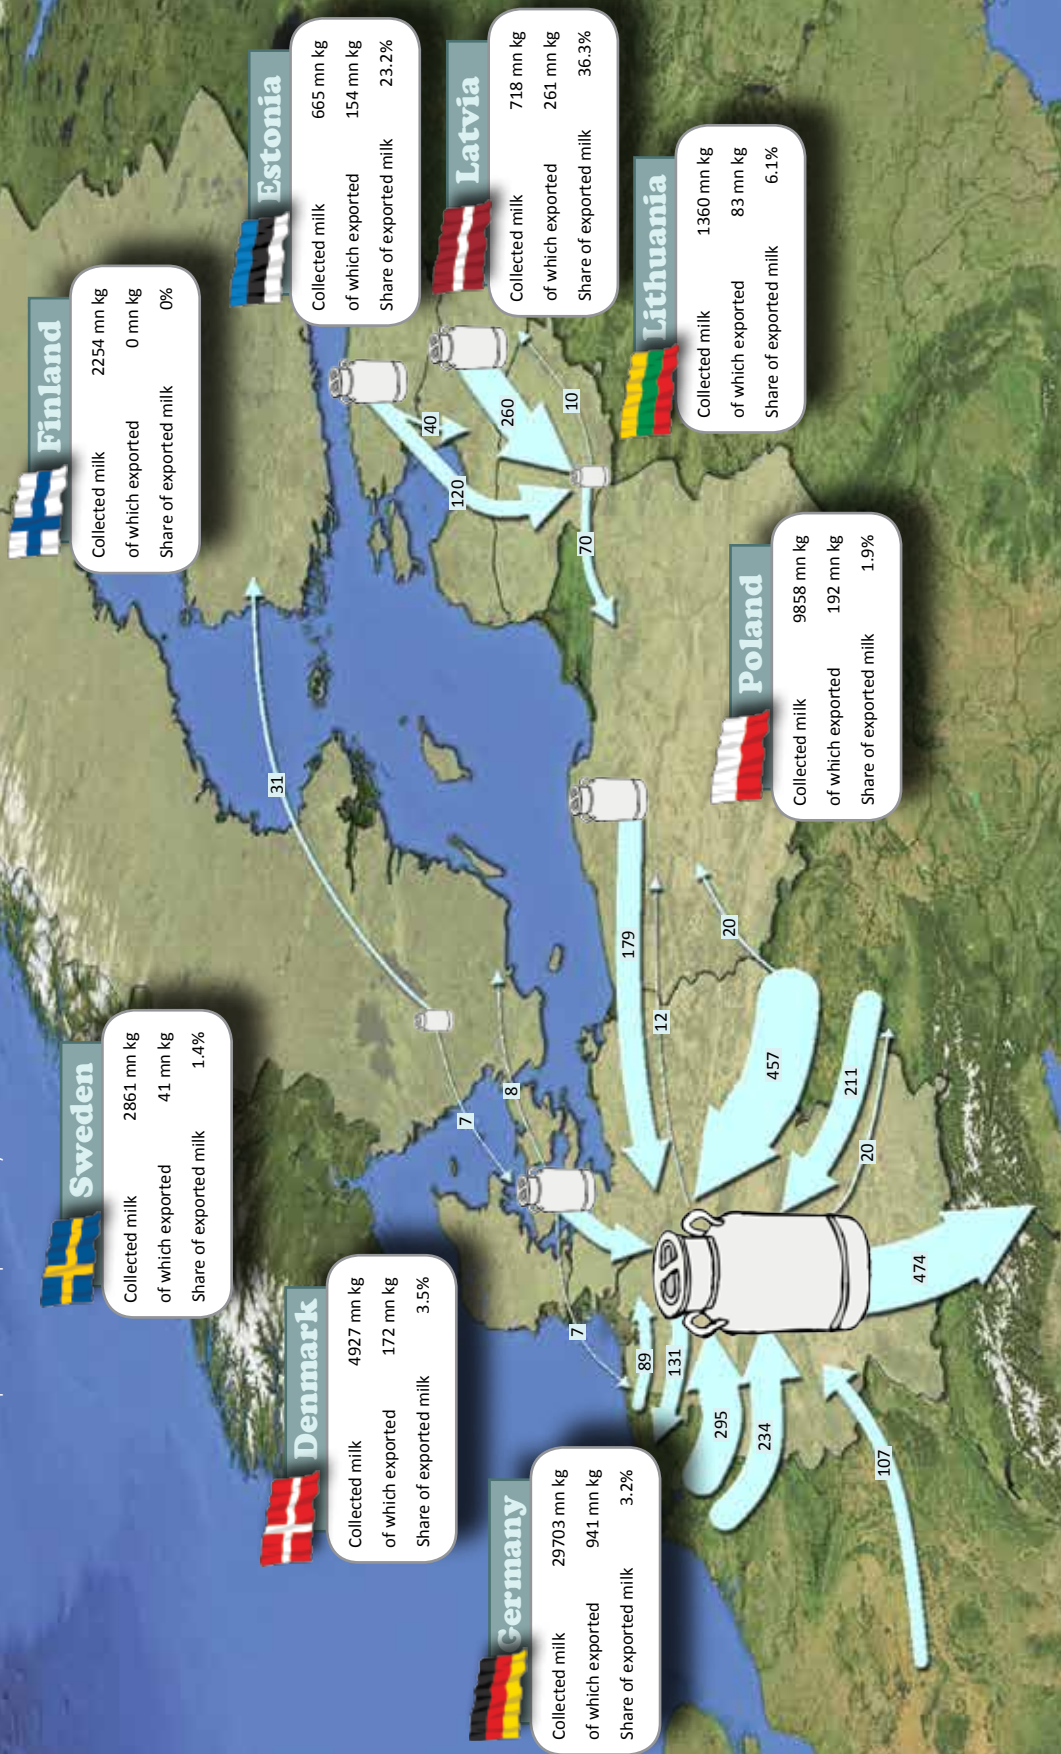 Finland
Collected milk 2254 mn kg
of which exported 0 mn kg
Share of exported milk 0%
Estonia
Collected milk 665 mn kg
of which exported 154 mn kg
Share of exported milk 23.2%
Latvia
Collected milk 718 mn kg
of which exported 261 mn kg
Share of exported milk 36.3%
Lithuania
Collected milk 1360 mn kg
of which exported 83 mn kg
Share of exported milk 6.1%
Sweden
Collected milk 2861 mn kg
of which exported 41 mn kg
Share of exported milk 1.4%
Denmark
Collected milk 4927 mn kg
of which exported 172 mn kg
Share of exported milk 3.5%
Germany
Collected milk 29703 mn kg
of which exported 941 mn kg
Share of exported milk 3.2%
Poland
Collected milk 9858 mn kg
of which exported 192 mn kg
Share of exported milk 1.9%
31
40
120
260
10
70
7
8
7
179
12
20
89
131
295
234
107
457
211
20
474